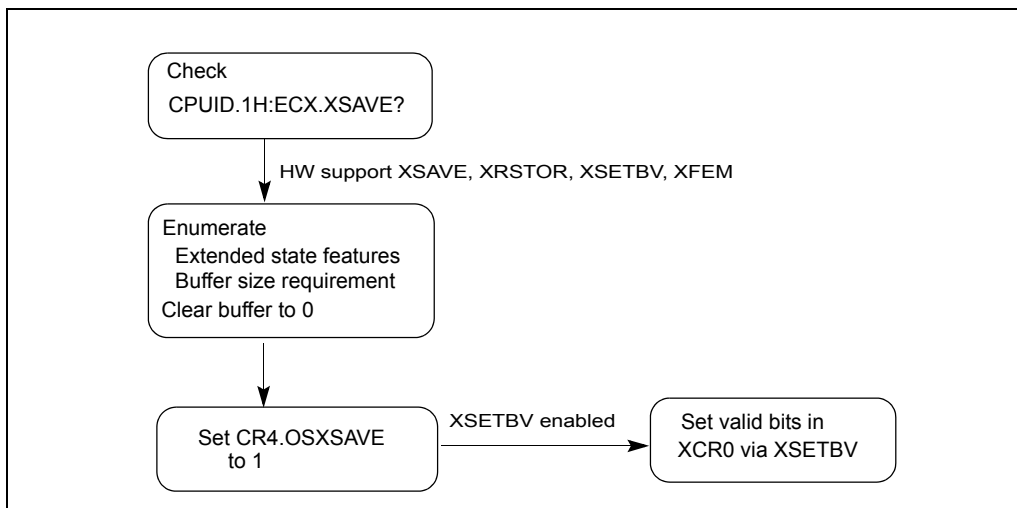 Check
CPUID.1H:ECX.XSAVE?
HW support XSAVE, XRSTOR, XSETBV, XFEM
Enumerate
Extended state features
Buffer size requirement
Clear buffer to 0
Set CR4.OSXSAVE
to 1
XSETBV enabled
Set valid bits in
XCR0 via XSETBV